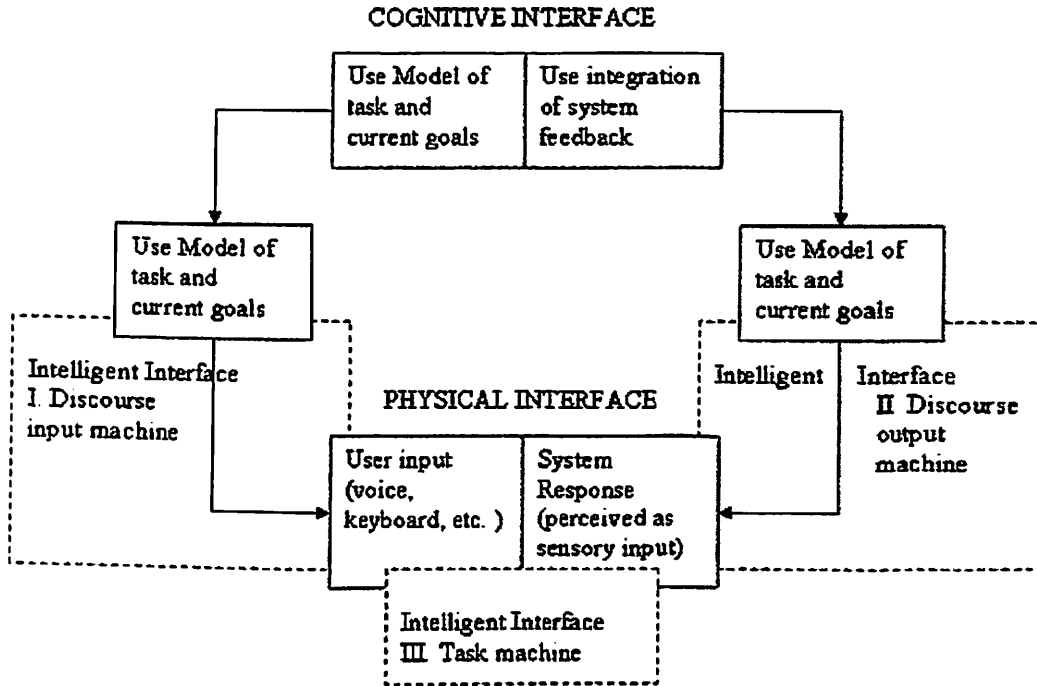 COGNITIVE INTERFACE
Use Model of
task and
current goals
Use integration
of system
feedback
Use Model of
task and
current goals
Use Model of
task and
current goals
Intelligent Interface
I. Discourse
input machine
Intelligent Interface
II Discourse
output
machine
PHYSICAL INTERFACE
User input
(voice,
keyboard, etc. )
System
Response
(perceived as
sensory input)
Intelligent Interface
III. Task machine